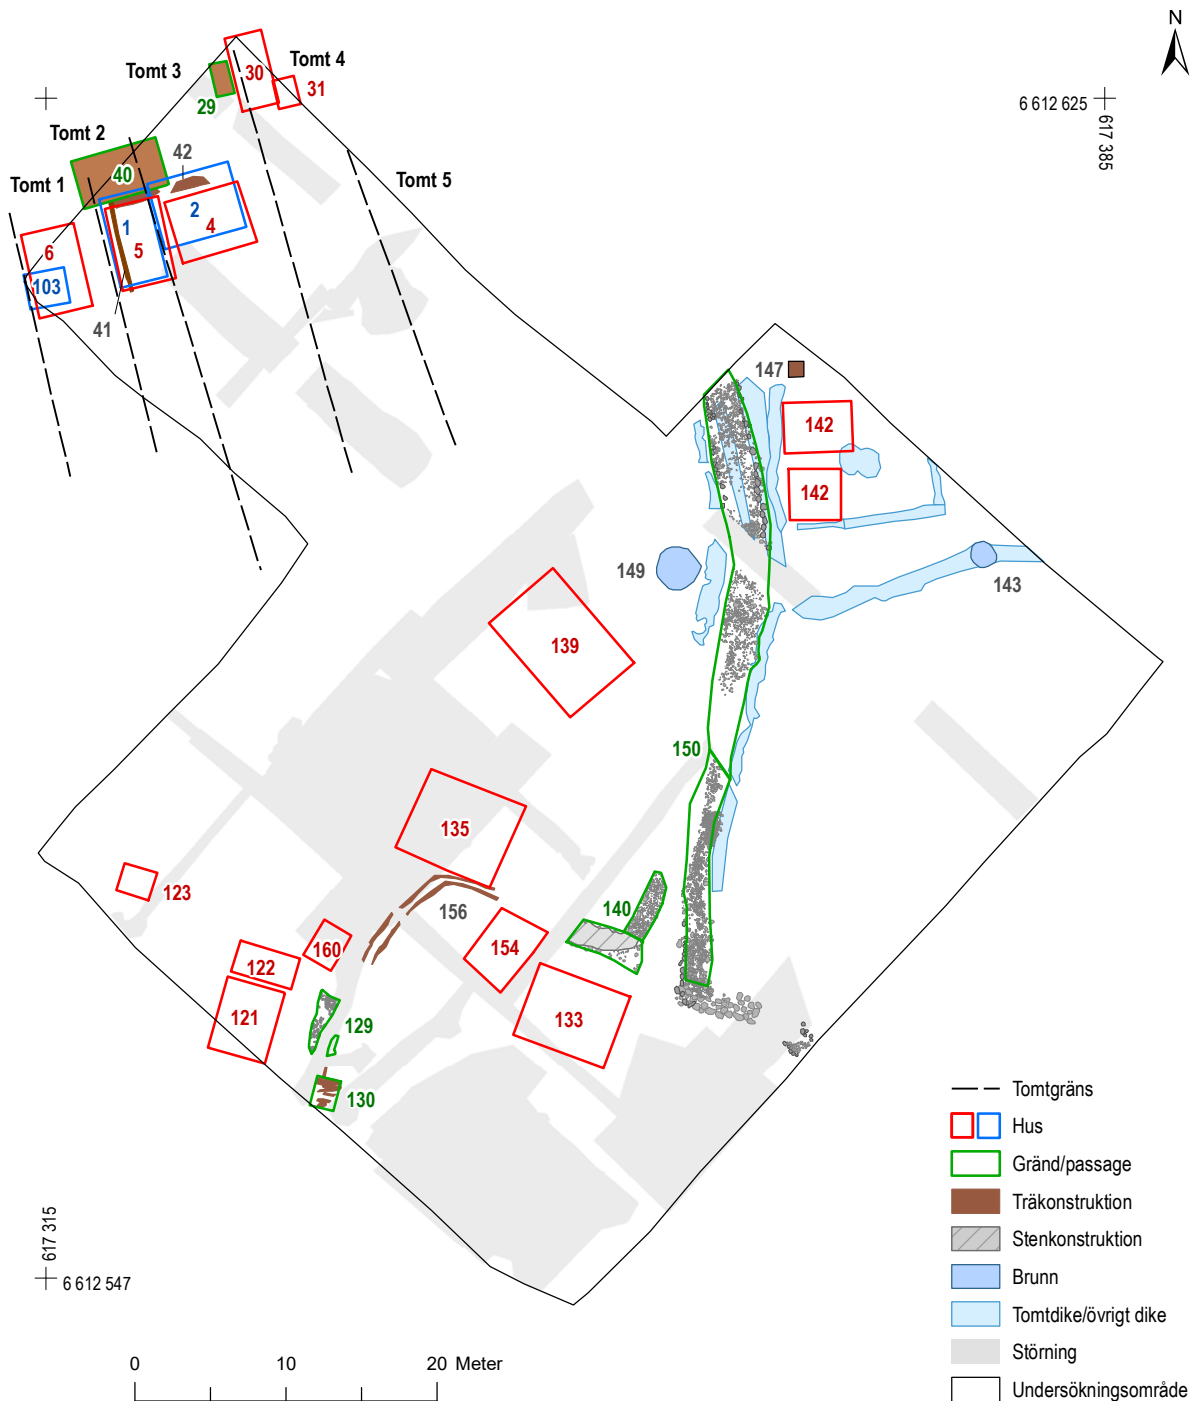 N
Tomt 4
Tomt 3
30
31
29
6 612 625
617 385
Tomt 2
42
Tomt 1
40
Tomt 5
1
2
4
5
6
103
41
147
142
142
149
143
139
150
135
123
156
140
160
154
122
121
129
133
130
Tomtgräns
Hus
Gränd/passage
Träkonstruktion
Stenkonstruktion
Brunn
Tomtdike/övrigt dike
Störning
Undersökningsområde
617 315
6 612 547
0 10 20 Meter